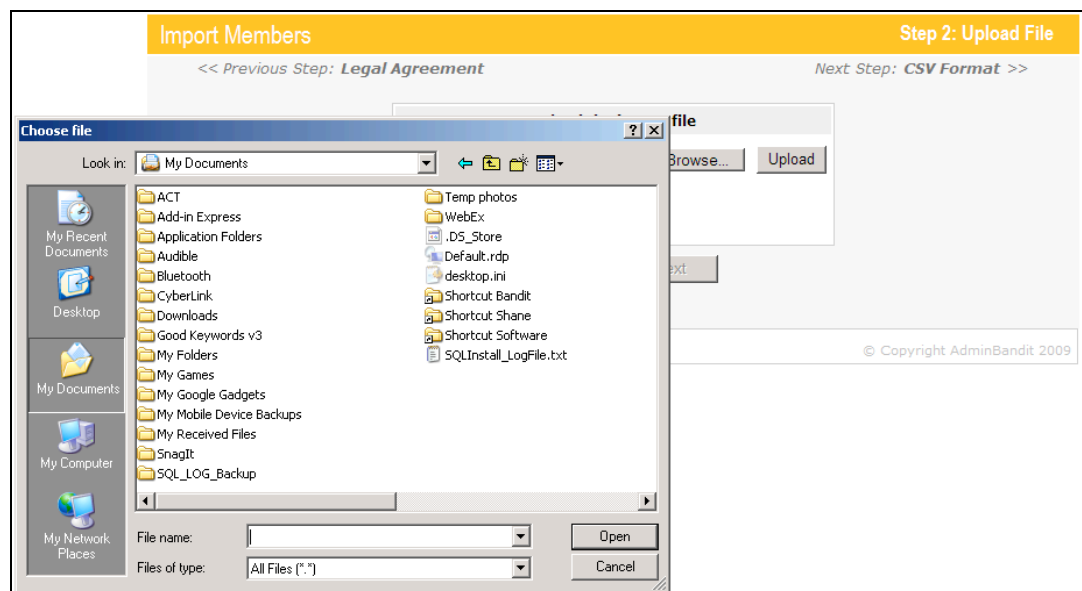 Import Members
Step 2: Upload File
<< Previous Step: Legal Agreement
Next Step: CSV Format >>
file
Browse...
Upload
© Copyright AdminBandit 2009
Choose file
Look in:
My Documents
My Recent
Documents
Desktop
My Documents
My Computer
My Network
Places
ACT
Add-in Express
Application Folders
Audible
Bluetooth
CyberLink
Downloads
Good Keywords v3
My Folders
My Games
My Google Gadgets
My Mobile Device Backups
My Received Files
SnagIt
SQL_LOG_Backup
Temp photos
WebEx
.DS_Store
Default.rdp
desktop.ini
Shortcut Bandit
Shortcut Shane
Shortcut Software
SQLInstall_LogFile.txt
File name:
Open
Files of type:
All Files (*.*)
Cancel